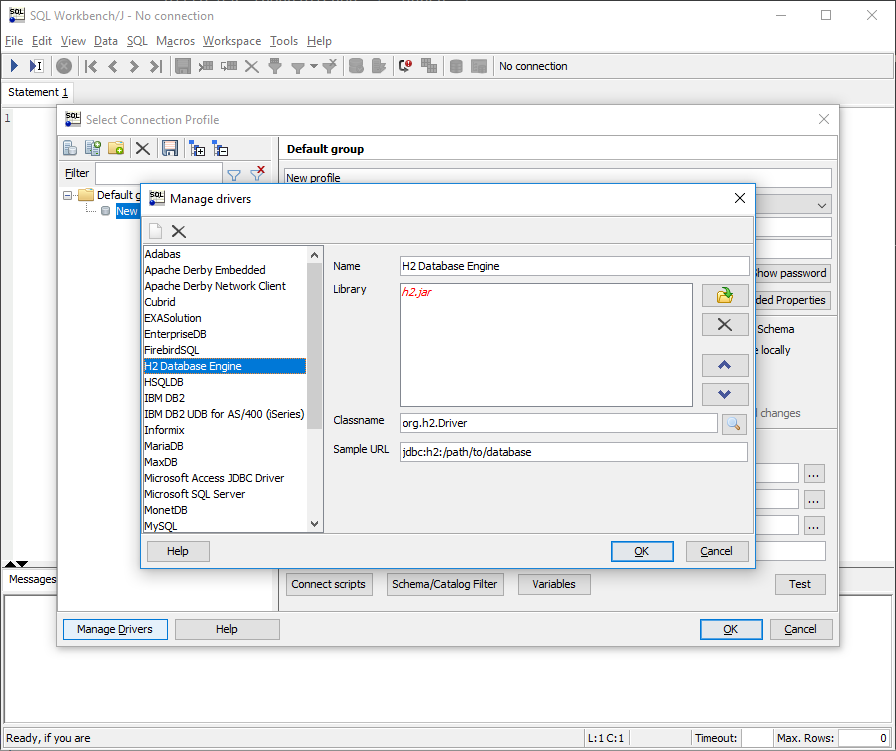 SQL Workbench/J - No connection
File Edit View Data SQL Macros Workspace Tools Help
No connection
Statement 1
1
Select Connection Profile
Default group
Filter
New profile
Default g
New
Manage drivers
Adabas
Apache Derby Embedded
Apache Derby Network Client
Cubrid
EXASolution
EnterpriseDB
FirebirdSQL
H2 Database Engine
HSQLDB
IBM DB2
IBM DB2 UDB for AS/400 (iSeries)
Informix
MariaDB
MaxDB
Microsoft Access JDBC Driver
Microsoft SQL Server
MonetDB
MySQL
Name H2 Database Engine
Library h2.jar
Classname org.h2.Driver
Sample URL jdbc:h2:/path/to/database
Help OK Cancel
how password
ded Properties
Schema
e locally
changes
...
...
...
Connect scripts Schema/Catalog Filter Variables Test
Manage Drivers Help OK Cancel
Messages
Ready, if you are L:1 C:1 Timeout: Max. Rows: 0